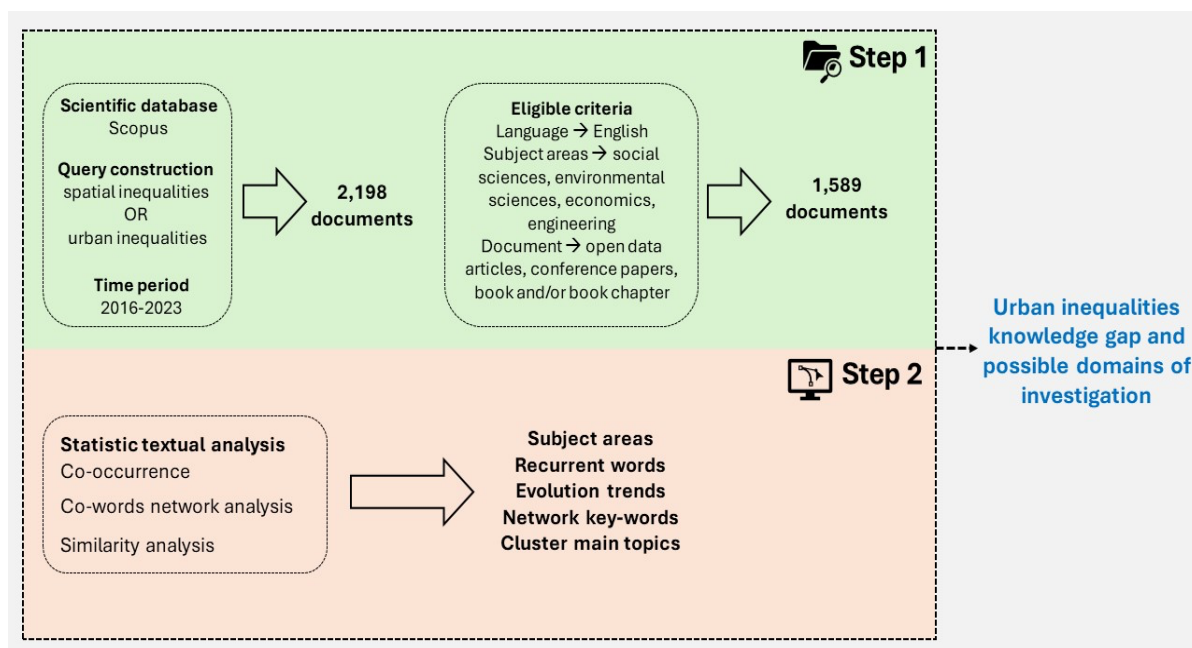 Step 1
Scientific database
Scopus
Query construction
spatial inequalities
OR
urban inequalities
Time period
2016-2023
2,198
documents
Eligible criteria
Language → English
Subject areas → social
sciences, environmental
sciences, economics,
engineering
Document → open data
articles, conference papers,
book and/or book chapter
1,589
documents
Step 2
Statistic textual analysis
Co-occurrence
Co-words network analysis
Similarity analysis
Subject areas
Recurrent words
Evolution trends
Network key-words
Cluster main topics
Urban inequalities
knowledge gap and
possible domains of
investigation